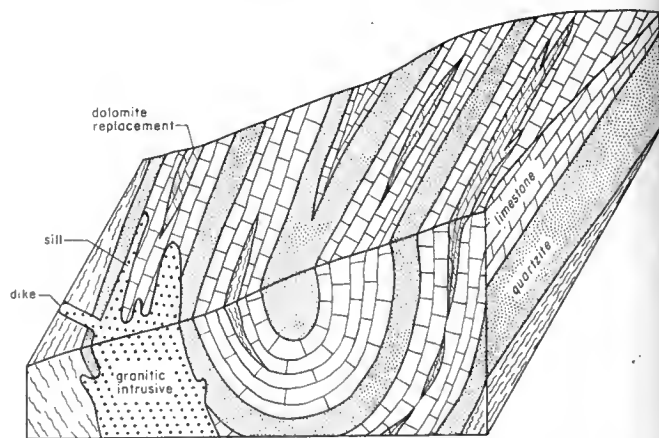 dolomite
replacement
sill
limestone
dike
quartzite
granitic
intrusive